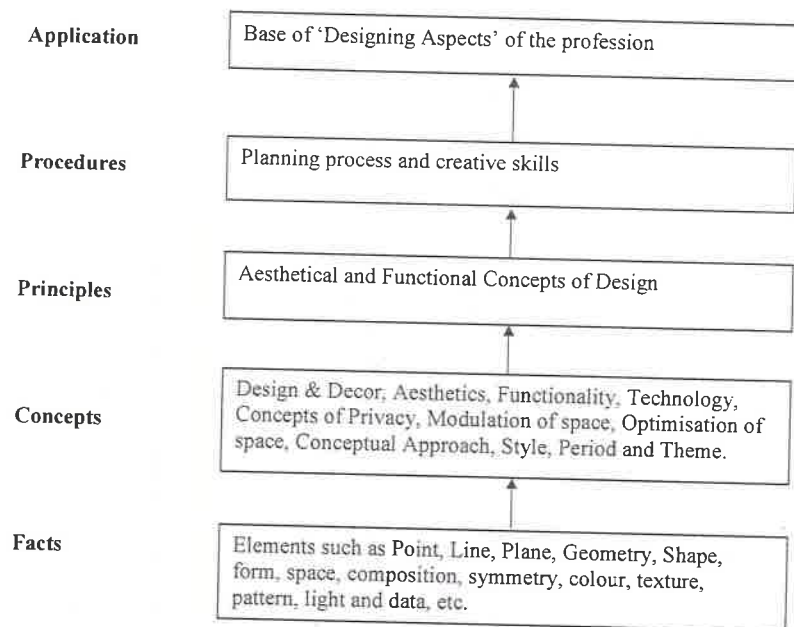 Application
Base of ‘Designing Aspects’ of the profession
Procedures
Planning process and creative skills
Principles
Aesthetical and Functional Concepts of Design
Concepts
Design & Decor, Aesthetics, Functionality, Technology,
Concepts of Privacy, Modulation of space, Optimisation of
space, Conceptual Approach, Style, Period and Theme.
Facts
Elements such as Point, Line, Plane, Geometry, Shape,
form, space, composition, symmetry, colour, texture,
pattern, light and data, etc.